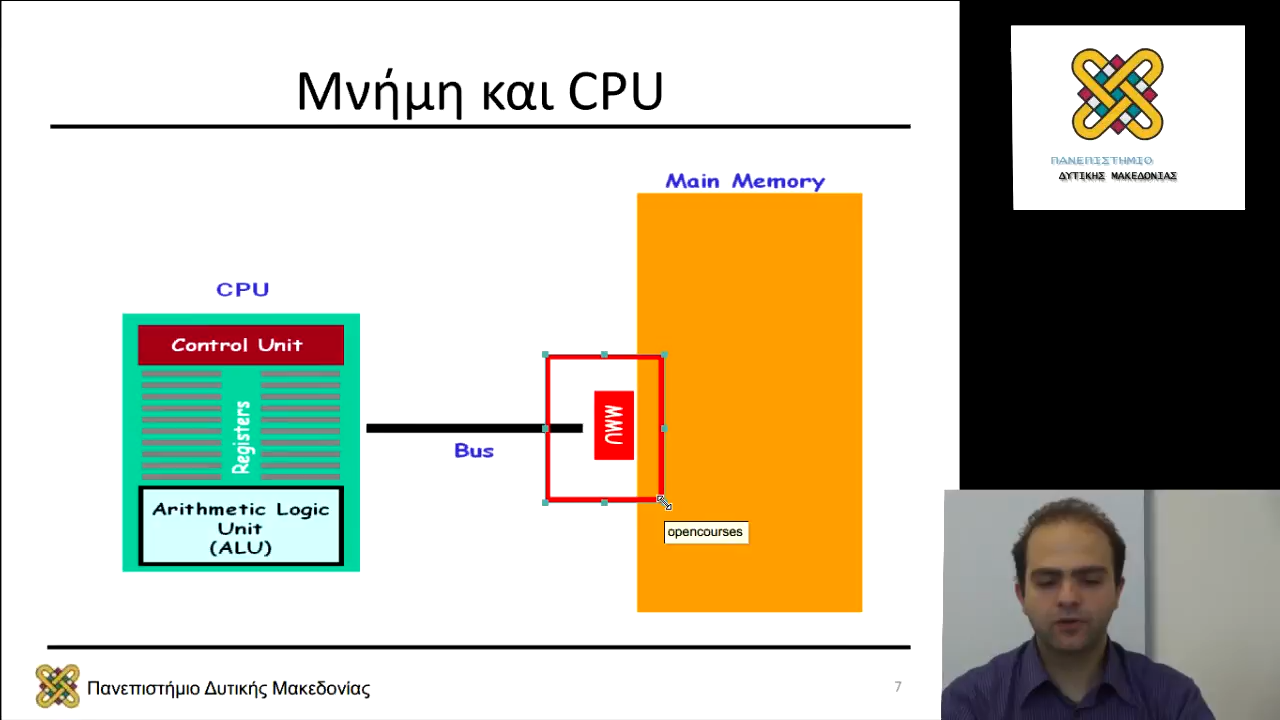 Μνήμη και CPU
ΠΑΝΕΠΙΣΤΗΜΙΟ
ΔΥΤΙΚΗΣ ΜΑΚΕΔΟΝΙΑΣ
Main Memory
CPU
Control Unit
Registers
Arithmetic Logic
Unit
(ALU)
Bus
MMU
opencourses
Πανεπιστήμιο Δυτικής Μακεδονίας
7